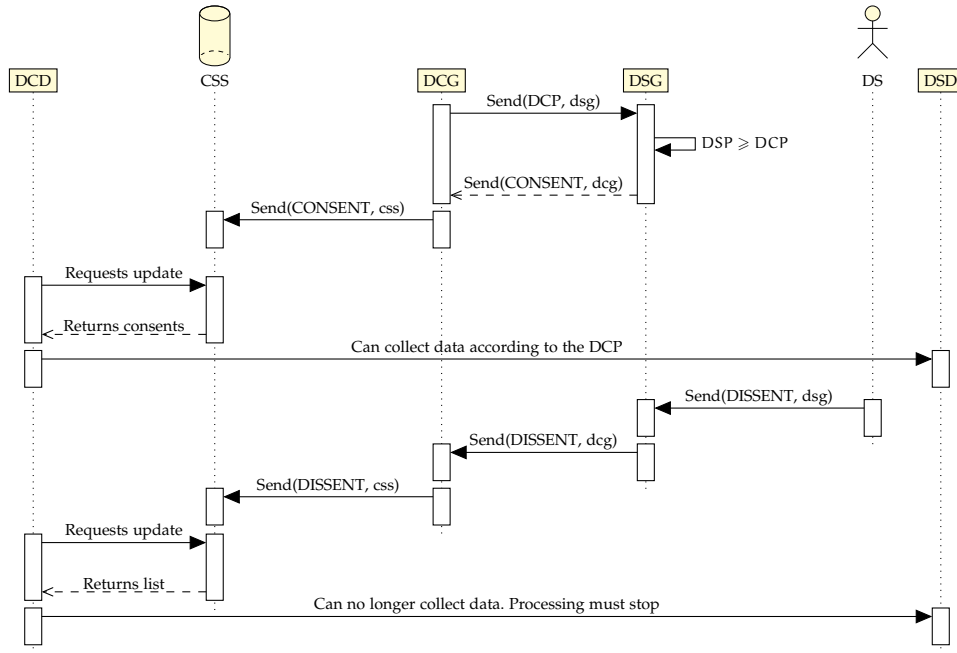 DCD
CSS
DCG
DSG
DS
DSD
Send(DCP, dsg)
DSP ⩾ DCP
Send(CONSENT, dcg)
Send(CONSENT, css)
Requests update
Returns consents
Can collect data according to the DCP
Send(DISSENT, dsg)
Send(DISSENT, dcg)
Send(DISSENT, css)
Requests update
Returns list
Can no longer collect data. Processing must stop